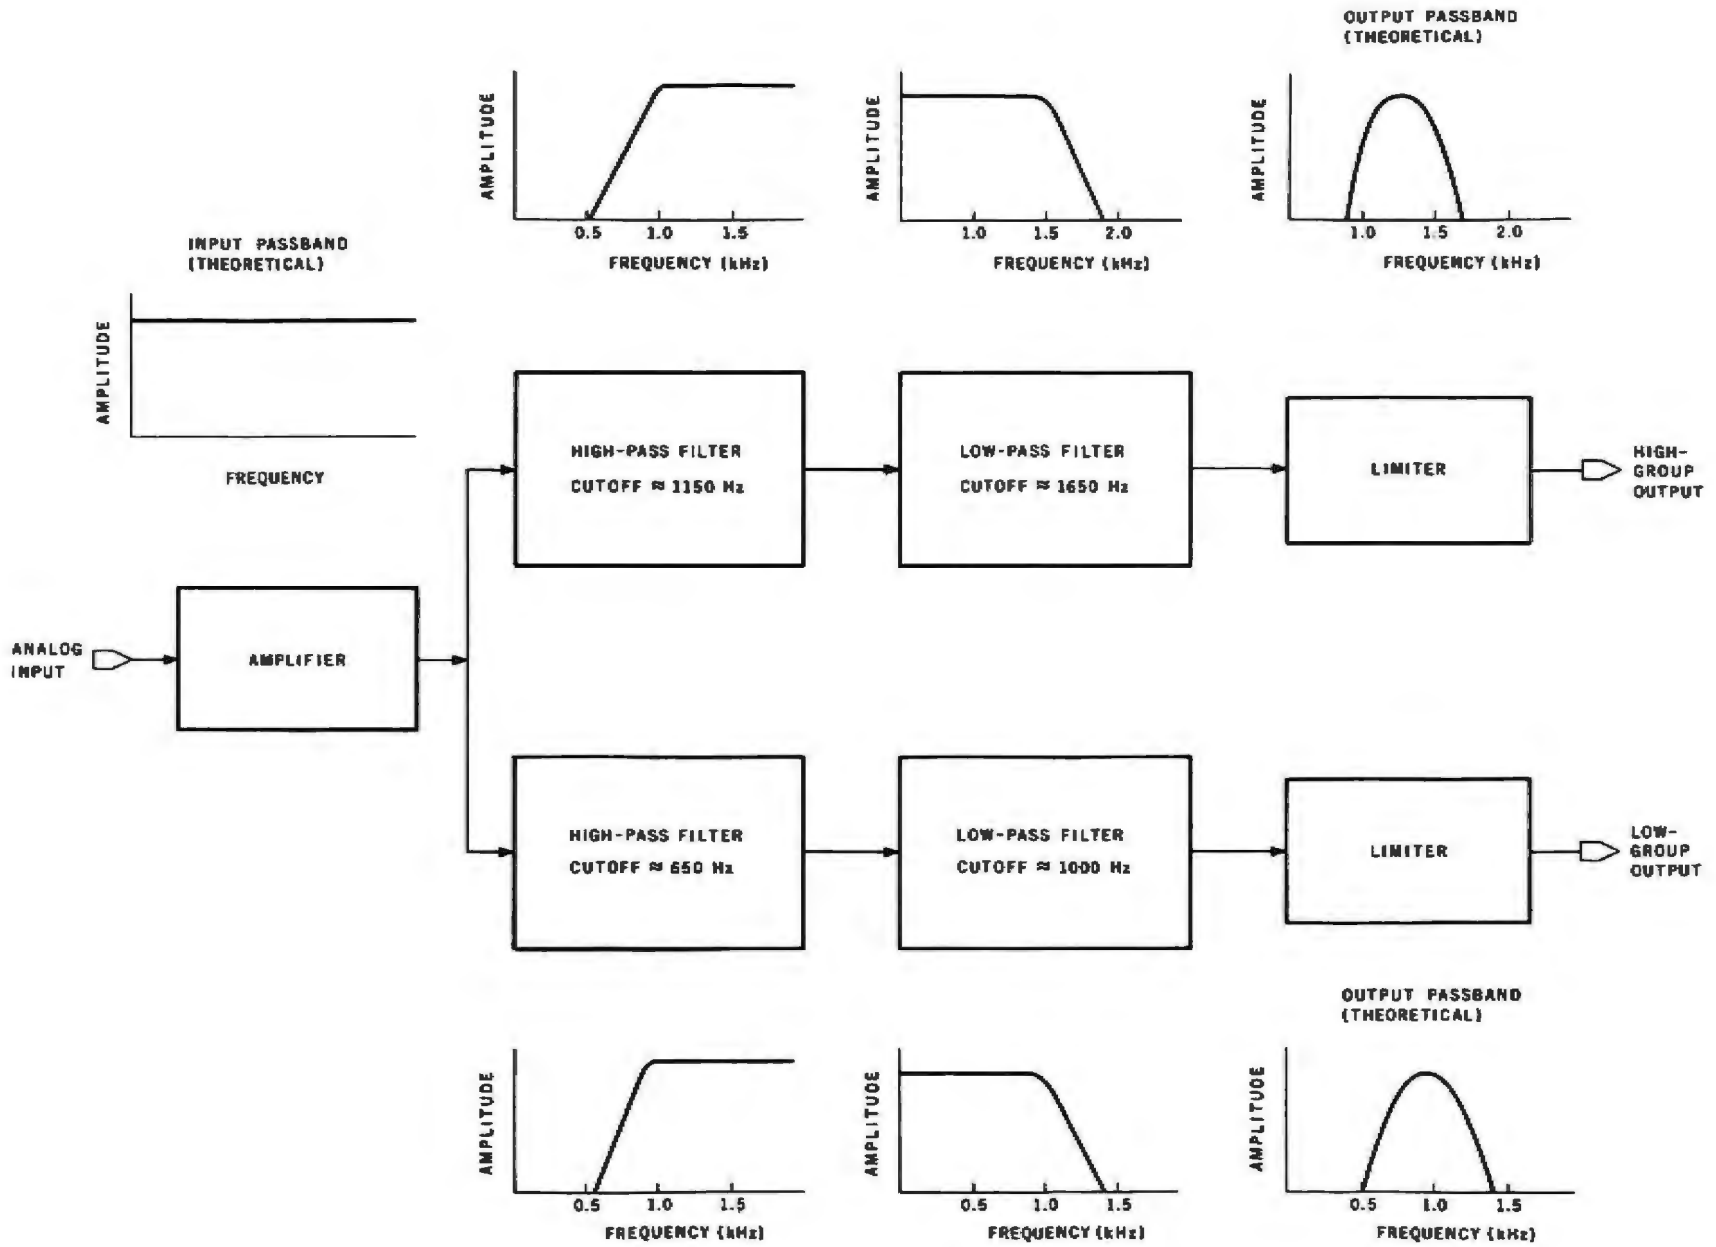 OUTPUT PASSBAND
(THEORETICAL)
AMPLITUDE
0.5 1.0 1.5
FREQUENCY (kHz)
AMPLITUDE
1.0 1.5 2.0
FREQUENCY (kHz)
AMPLITUDE
1.0 1.5 2.0
FREQUENCY (kHz)
INPUT PASSBAND
(THEORETICAL)
AMPLITUDE
FREQUENCY
HIGH-PASS FILTER
CUTOFF ≈ 1150 Hz
LOW-PASS FILTER
CUTOFF ≈ 1650 Hz
LIMITER
HIGH-
GROUP
OUTPUT
ANALOG
INPUT
AMPLIFIER
HIGH-PASS FILTER
CUTOFF ≈ 650 Hz
LOW-PASS FILTER
CUTOFF ≈ 1000 Hz
LIMITER
LOW-
GROUP
OUTPUT
OUTPUT PASSBAND
(THEORETICAL)
AMPLITUDE
0.5 1.0 1.5
FREQUENCY (kHz)
AMPLITUDE
0.5 1.0 1.5
FREQUENCY (kHz)
AMPLITUDE
0.5 1.0 1.5
FREQUENCY (kHz)